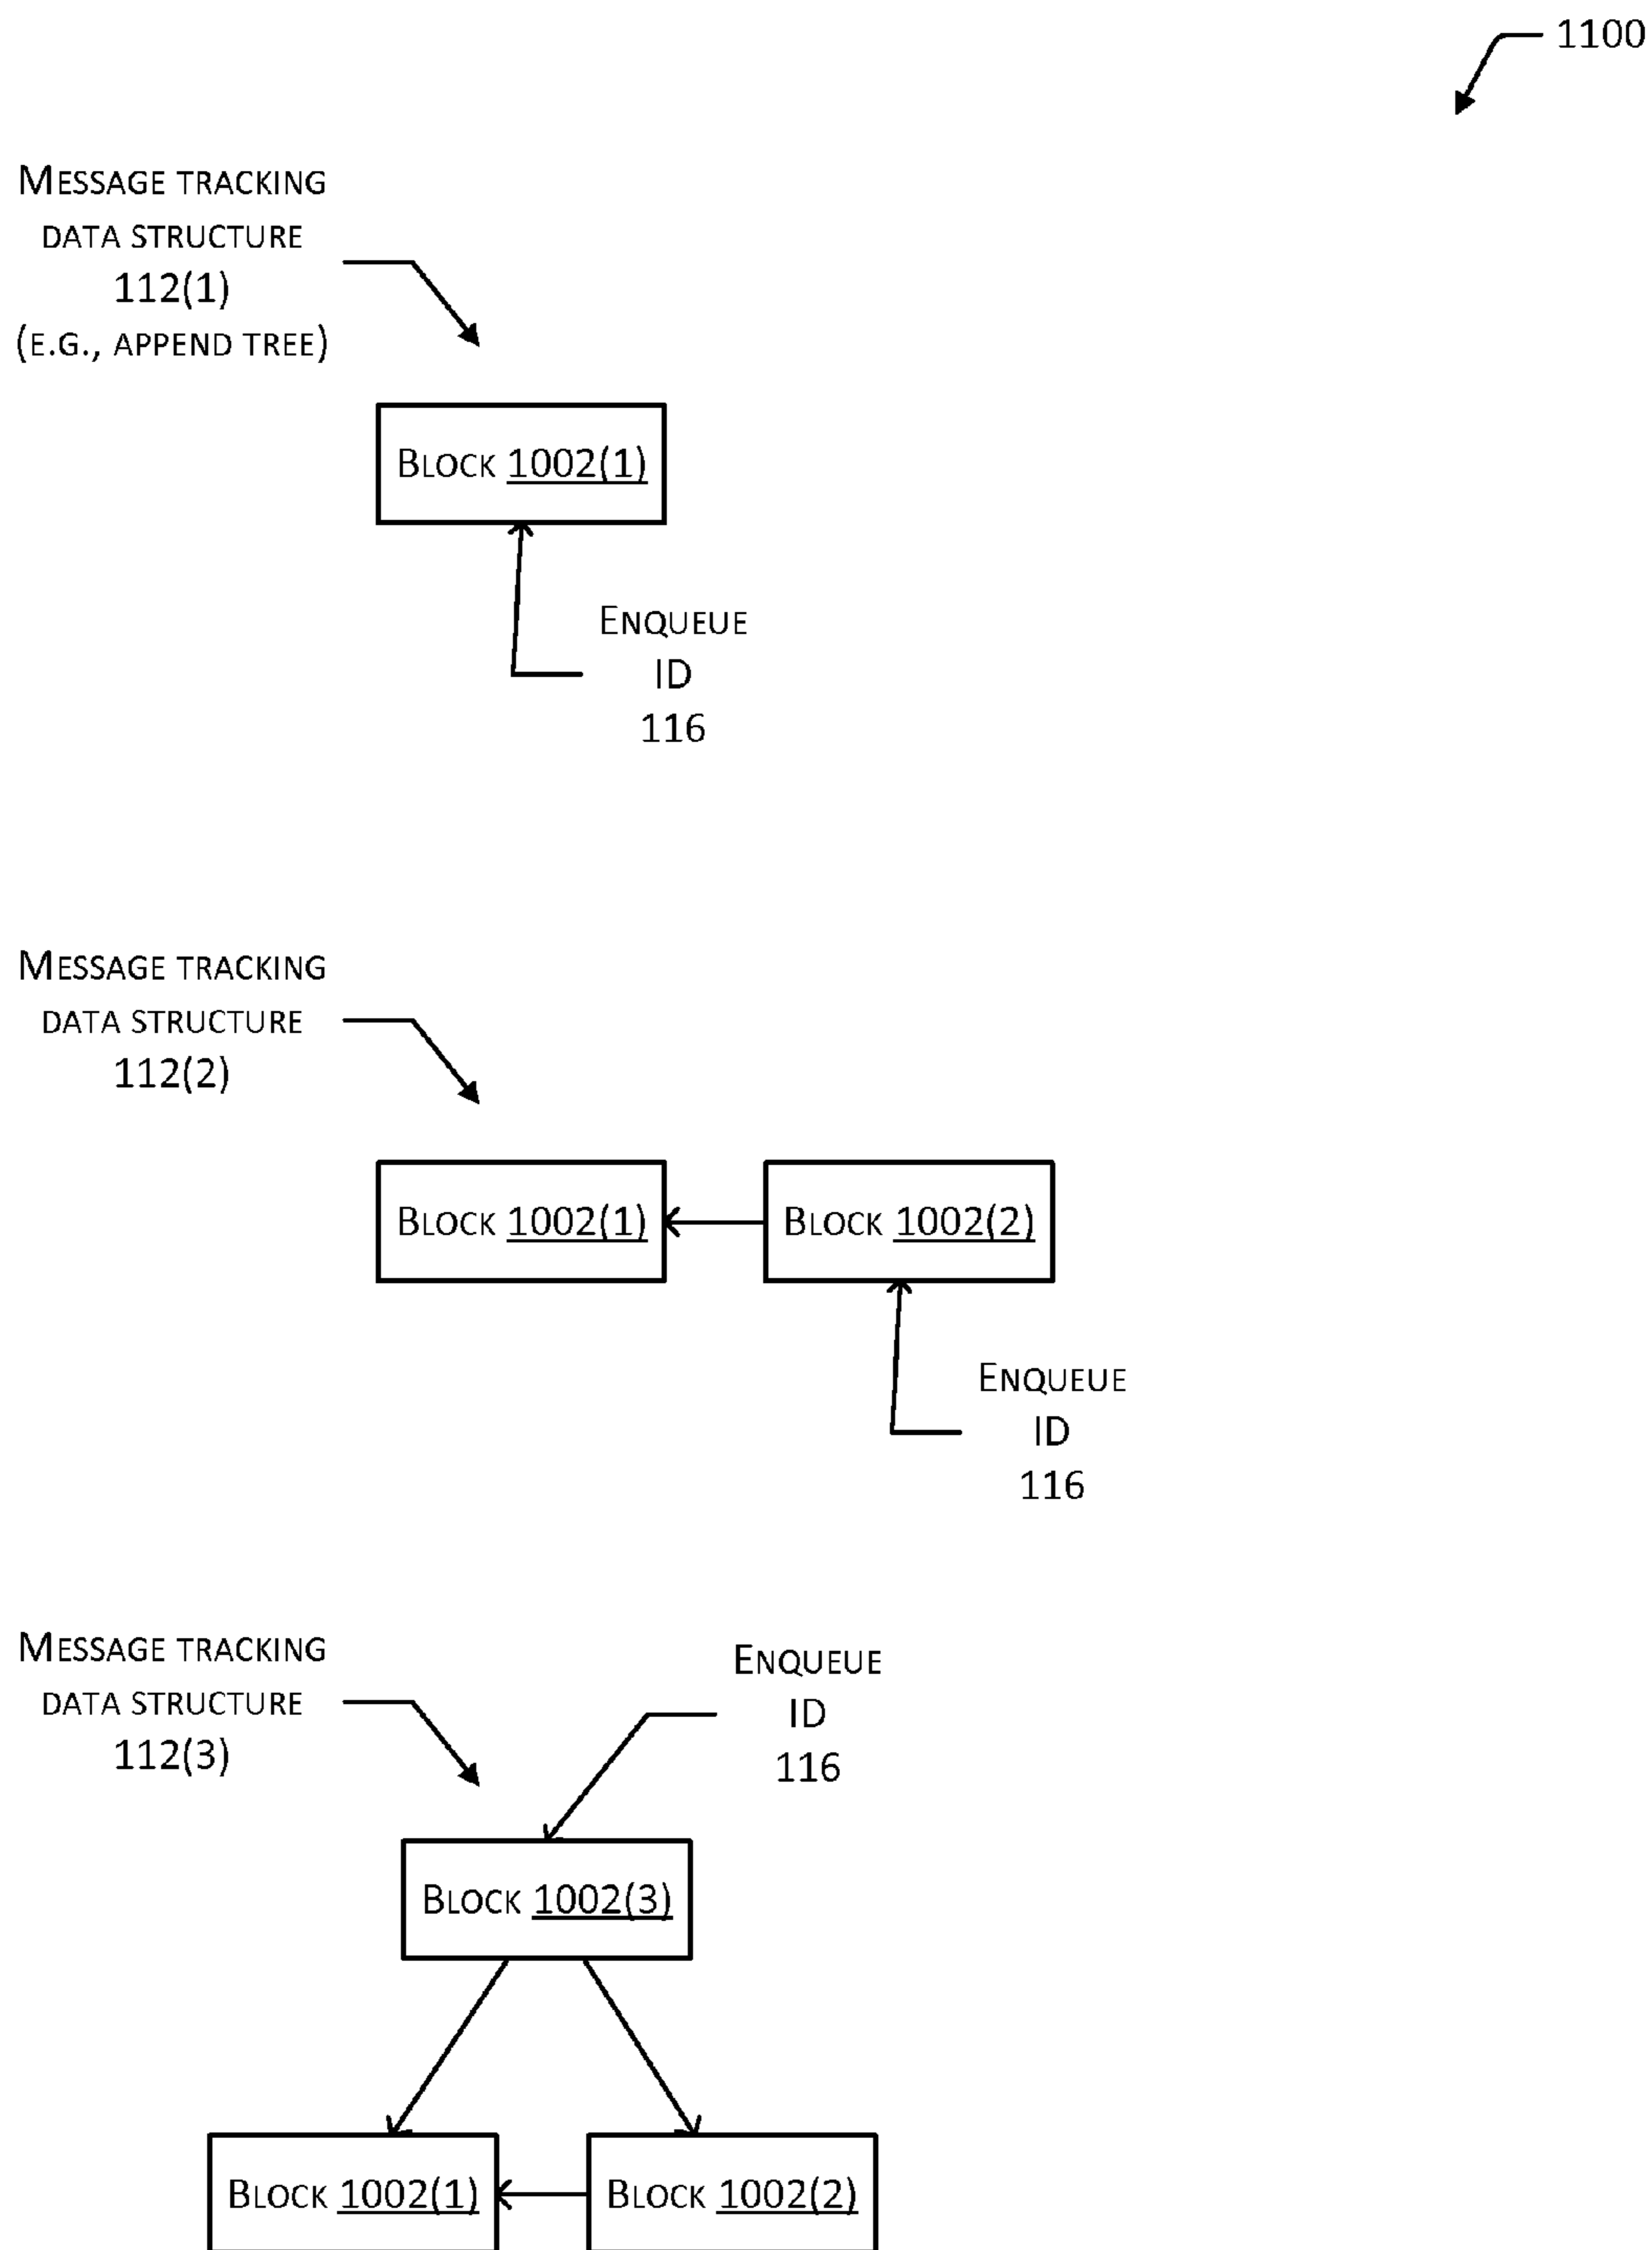 1100
Message tracking
data structure
112(1)
(e.g., append tree)
Block 1002(1)
Enqueue
ID
116
Message tracking
data structure
112(2)
Block 1002(1)
Block 1002(2)
Enqueue
ID
116
Message tracking
data structure
112(3)
Enqueue
ID
116
Block 1002(3)
Block 1002(1)
Block 1002(2)